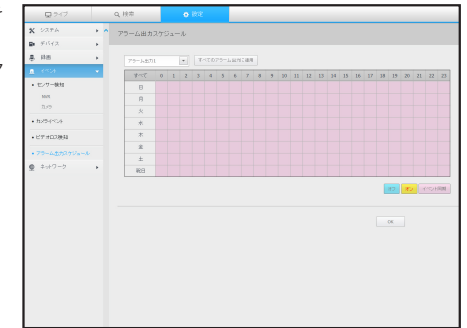 ライブ
検索
設定
システム
デバイス
録画
イベント
センサー検知
NVR
カメラ
カメライベント
ビデオロス検知
アラーム出力スケジュール
ネットワーク
アラーム出力スケジュール
アラーム出力1
すべてのアラーム出力に適用
すべて 0 1 2 3 4 5 6 7 8 9 10 11 12 13 14 15 16 17 18 19 20 21 22 23
日
月
火
水
木
金
土
祝日
オフ オン イベント同期
OK